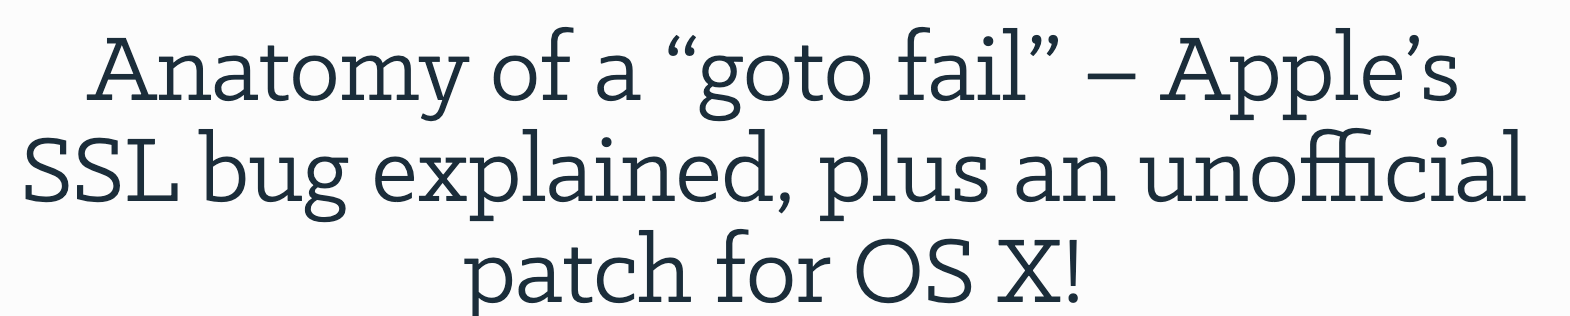 Anatomy of a “goto fail” – Apple’s
SSL bug explained, plus an unofficial
patch for OS X!